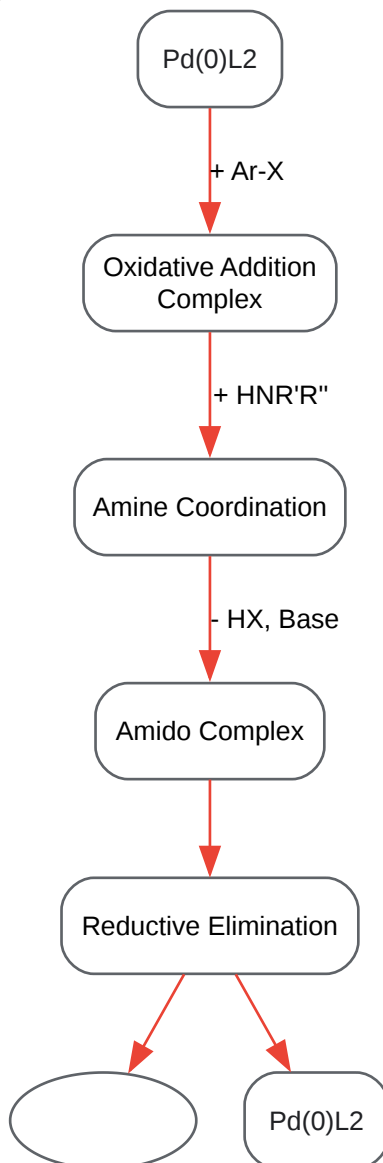 Pd(0)L2
+ Ar-X
Oxidative Addition
Complex
+ HNR'R"
Amine Coordination
- HX, Base
Amido Complex
Reductive Elimination
Pd(0)L2